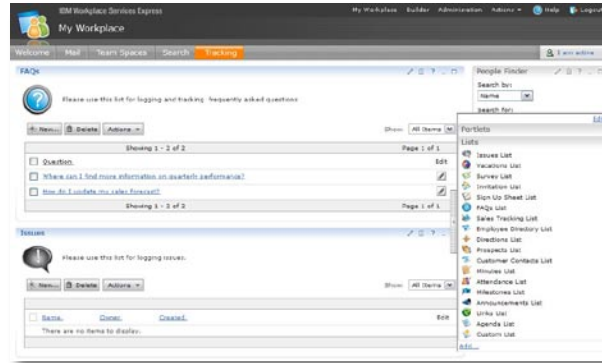 IBM Workplace Services Express
My Workplace Builder Administration Actions Help Logout
My Workplace
Welcome Mail Team Spaces Search Tracking
I am active
FAQs
People Finder
Please use this list for logging and tracking frequently asked questions
Search by:
Name
Search for:
New... Delete Actions
Show: All Items
Edit
Showing 1 - 2 of 2 Page 1 of 1
Question Edit
Where can I find more information on quarterly performance?
How do I update my sales forecast?
Showing 1 - 2 of 2 Page 1 of 1
Issues
Please use this list for logging issues.
New... Delete Actions
Show: All Items
Name Owner Created Edit
There are no items to display.
Portlets
Lists
Issues List
Vacations List
Survey List
Invitation List
Sign Up Sheet List
FAQs List
Sales Tracking List
Employee Directory List
Directions List
Prospects List
Customer Contacts List
Minutes List
Attendance List
Milestones List
Announcements List
Links List
Agenda List
Custom List
Add...